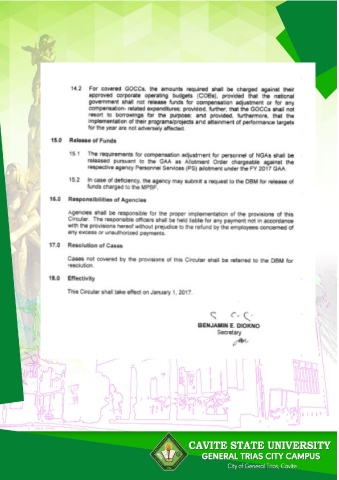 14.2 For covered GOCCs, the amounts required shall be charged against their
approved corporate operating budgets (COBs), provided that the national
government shall not release funds for compensation adjustment or for any
compensation- related expenditures; provided, further, that the GOCCs shall not
resort to borrowings for the purpose; and provided, furthermore, that the
implementation of their programs/projects and attainment of performance targets
for the year are not adversely affected.
15.0 Release of Funds
15.1 The requirements for compensation adjustment for personnel of NGAs shall be
released pursuant to the GAA as Allotment Order chargeable against the
respective agency Personnel Services (PS) allotment under the FY 2017 GAA.
15.2 In case of deficiency, the agency may submit a request to the DBM for release of
funds charged to the MPBF.
16.0 Responsibilities of Agencies
Agencies shall be responsible for the proper implementation of the provisions of this
Circular. The responsible officers shall be held liable for any payment not in accordance
with the provisions hereof without prejudice to the refund by the employees concerned of
any excess or unauthorized payments.
17.0 Resolution of Cases
Cases not covered by the provisions of this Circular shall be referred to the DBM for
resolution.
18.0 Effectivity
This Circular shall take effect on January 1, 2017.
BENJAMIN E. DIOKNO
Secretary
CAVITE STATE UNIVERSITY
GENERAL TRIAS CITY CAMPUS
City of General Trias, Cavite